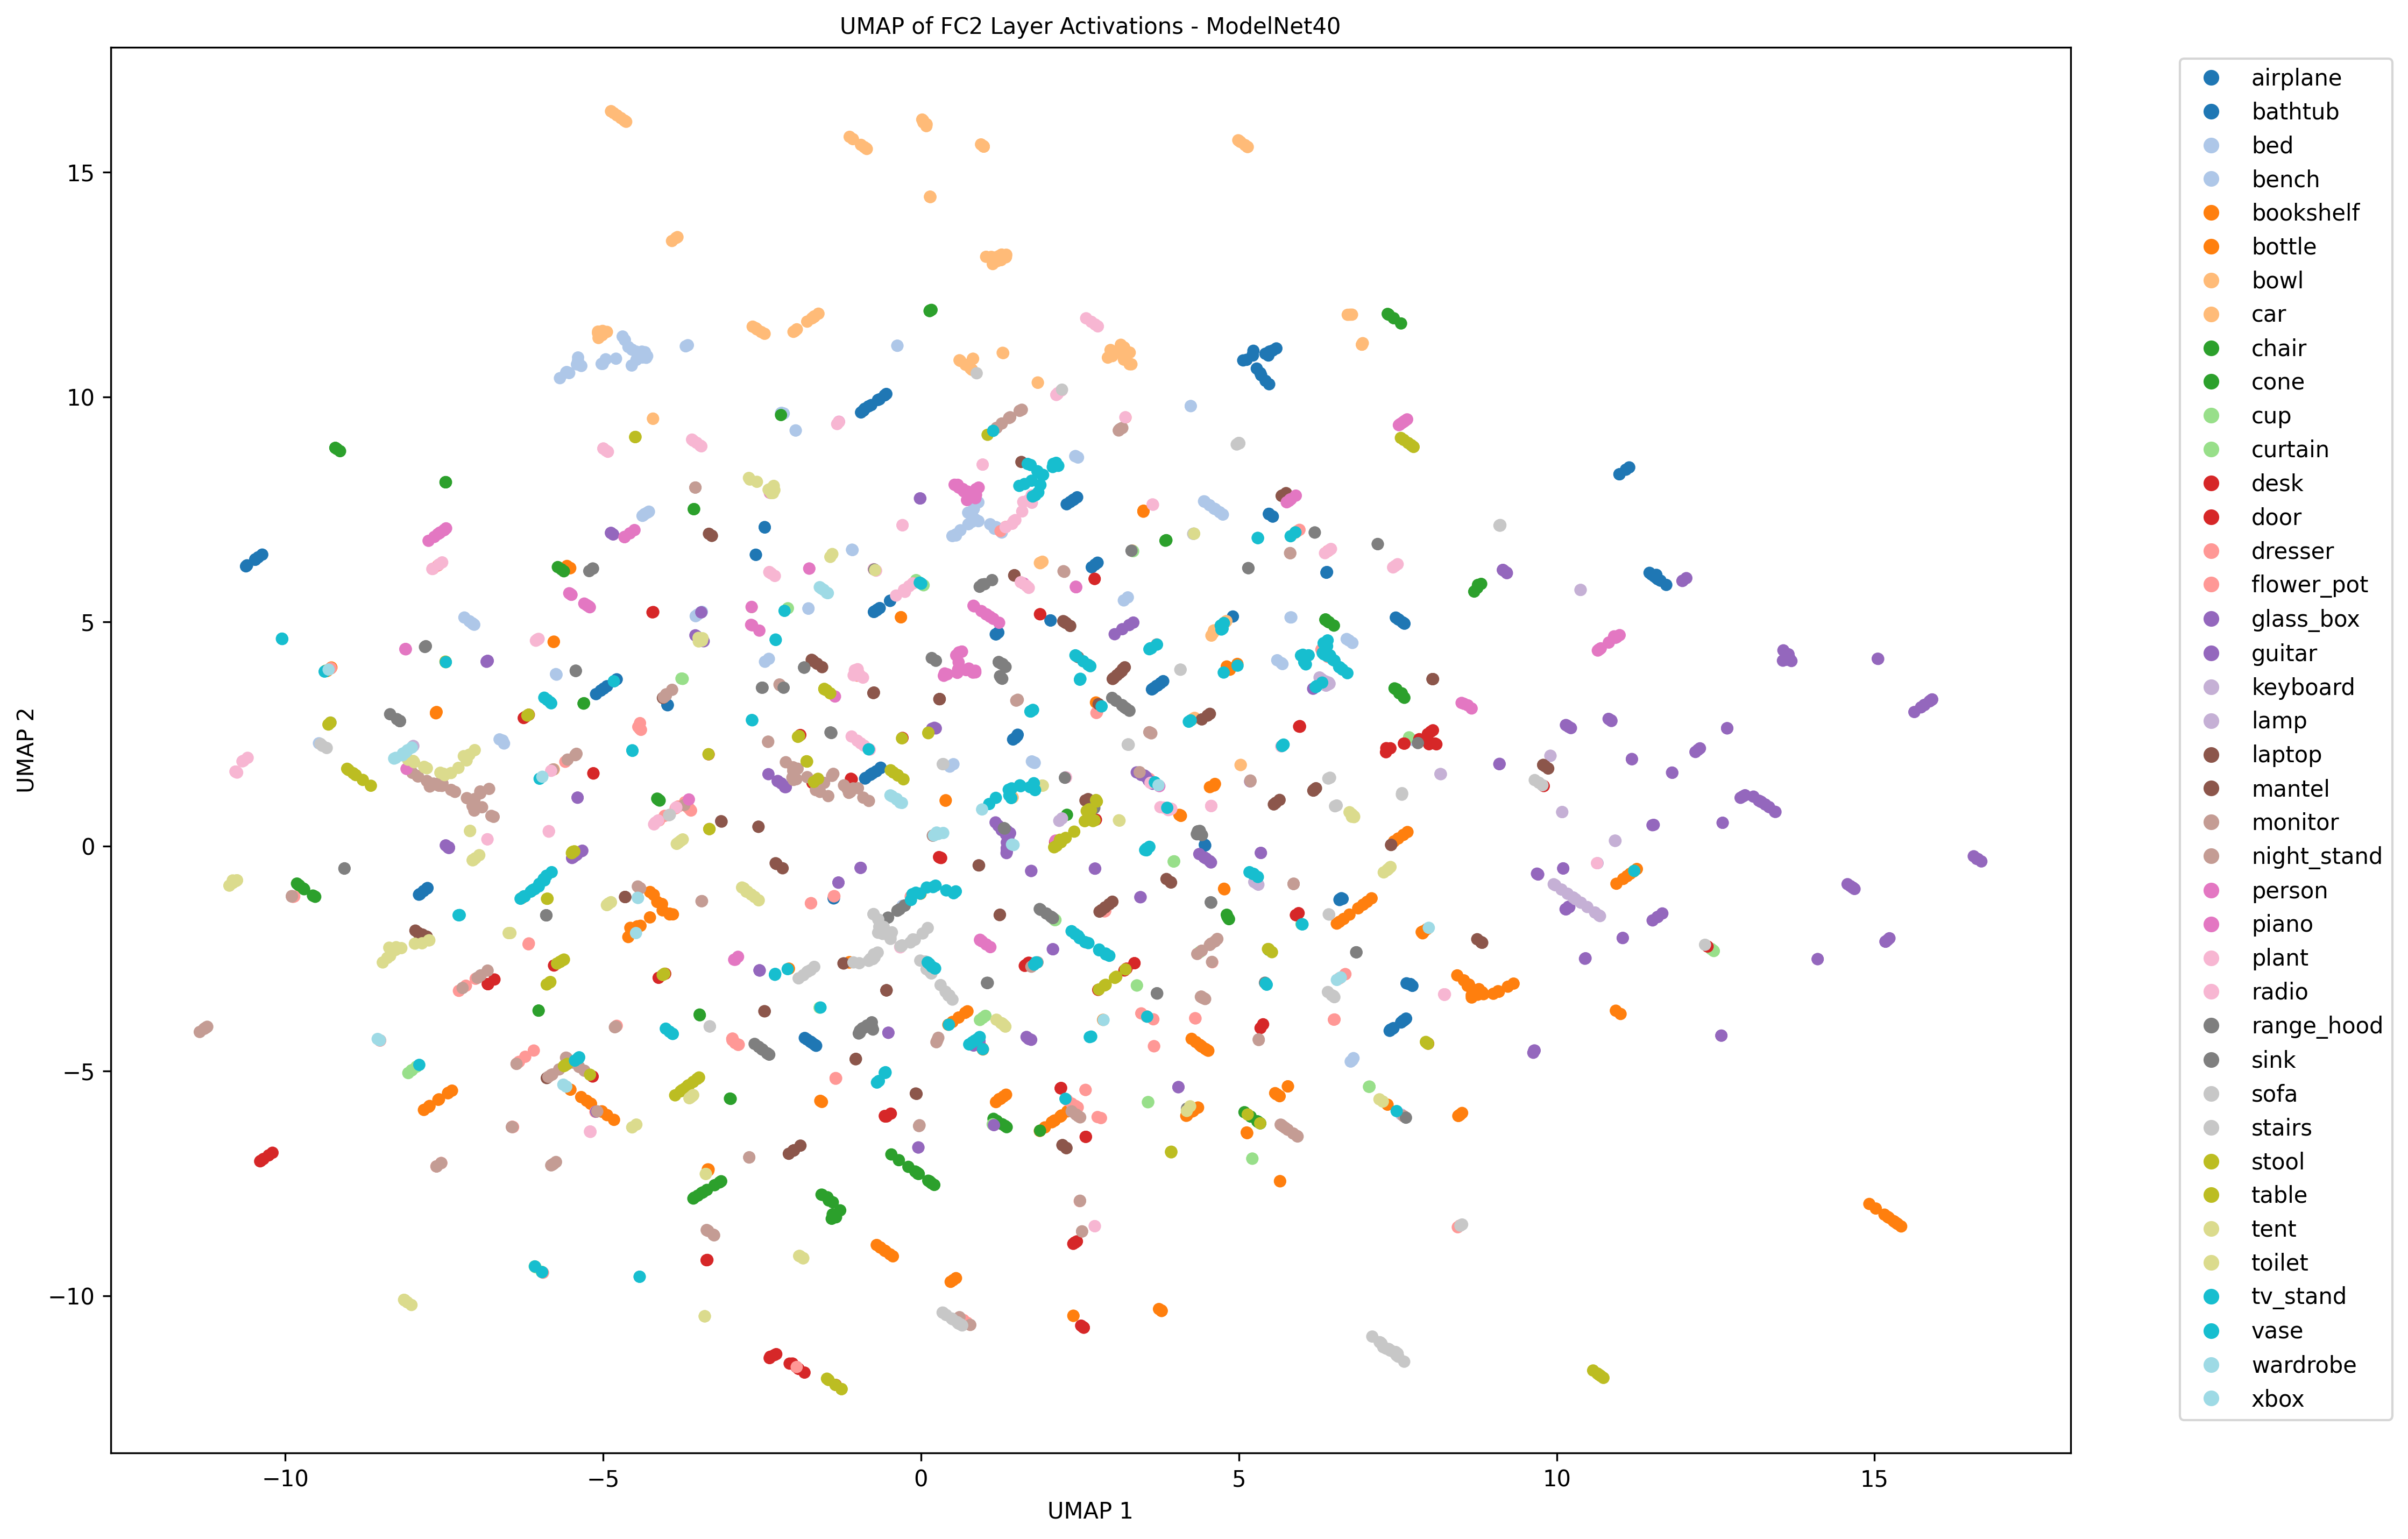 UMAP of FC2 Layer Activations - ModelNet40
UMAP 2
15
10
5
0
−5
−10
−10
−5
0
5
10
15
UMAP 1
airplane
bathtub
bed
bench
bookshelf
bottle
bowl
car
chair
cone
cup
curtain
desk
door
dresser
flower_pot
glass_box
guitar
keyboard
lamp
laptop
mantel
monitor
night_stand
person
piano
plant
radio
range_hood
sink
sofa
stairs
stool
table
tent
toilet
tv_stand
vase
wardrobe
xbox